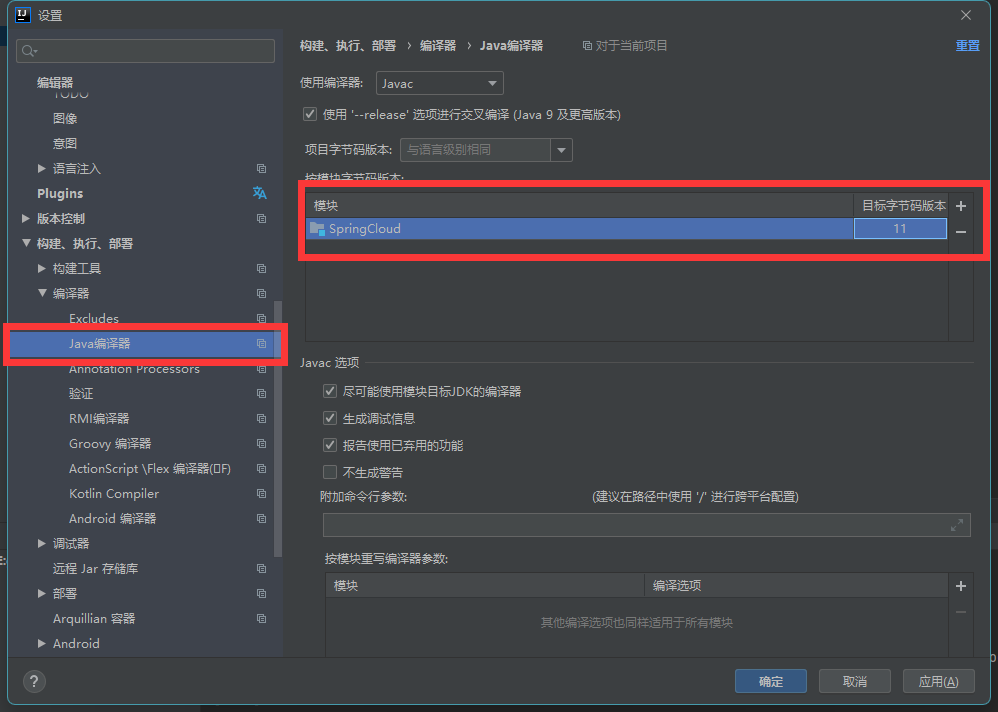 设置
编辑器
TODO
图像
意图
语言注入
Plugins
版本控制
构建、执行、部署
构建工具
编译器
Excludes
Java编译器
Annotation Processors
验证
RMI编译器
Groovy 编译器
ActionScript \Flex 编译器(▯F)
Kotlin Compiler
Android 编译器
调试器
远程 Jar 存储库
部署
Arquillian 容器
Android
构建、执行、部署 › 编译器 › Java编译器 对于当前项目 重置
使用编译器: Javac
使用 '--release' 选项进行交叉编译 (Java 9 及更高版本)
项目字节码版本: 与语言级别相同
按模块字节码版本:
模块 目标字节码版本
SpringCloud 11
Javac 选项
尽可能使用模块目标JDK的编译器
生成调试信息
报告使用已弃用的功能
不生成警告
附加命令行参数: (建议在路径中使用 '/' 进行跨平台配置)
按模块重写编译器参数:
模块 编译选项
其他编译选项也同样适用于所有模块
? 确定 取消 应用(A)